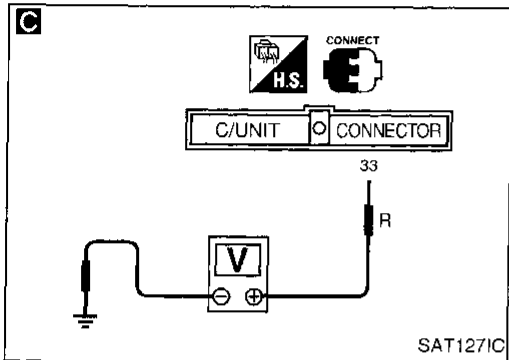 C
CONNECT
H.S.
C/UNIT CONNECTOR
33
R
V
⊖ ⊕
SAT127IC